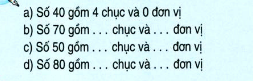 a) Số 40 gồm 4 chục và 0 đơn vị
b) Số 70 gồm . . . chục và . . . đơn vị
c) Số 50 gồm . . . chục và . . . đơn vị
d) Số 80 gồm . . . chục và . . . đơn vị